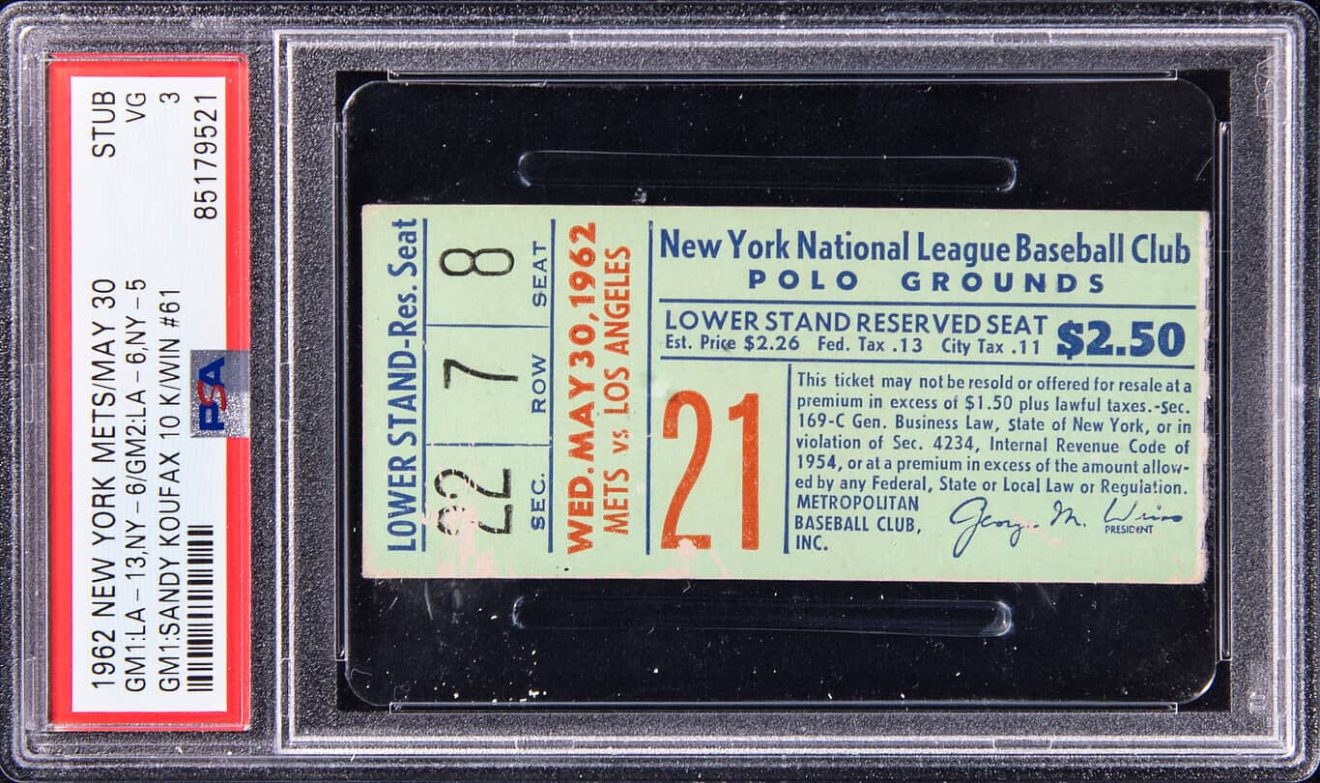 1962 NEW YORK METS/MAY 30 STUB
GM1:LA-13,NY-6/GM2:LA-6,NY-5 VG
GM1:SANDY KOUFAX 10 K/WIN #61 3
85179521
PSA
LOWER STAND-Res. Seat
22 7 8
SEC. ROW SEAT
WED. MAY 30, 1962
METS vs. LOS ANGELES
New York National League Baseball Club
POLO GROUNDS
LOWER STAND RESERVED SEAT $2.50
Est. Price $2.26 Fed. Tax .13 City Tax .11
21
This ticket may not be resold or offered for resale at a
premium in excess of $1.50 plus lawful taxes.-Sec.
169-C Gen. Business Law, State of New York, or in
violation of Sec. 4234, Internal Revenue Code of
1954, or at a premium in excess of the amount allow-
ed by any Federal, State or Local Law or Regulation.
METROPOLITAN
BASEBALL CLUB,
INC.
George M. Weiss
PRESIDENT